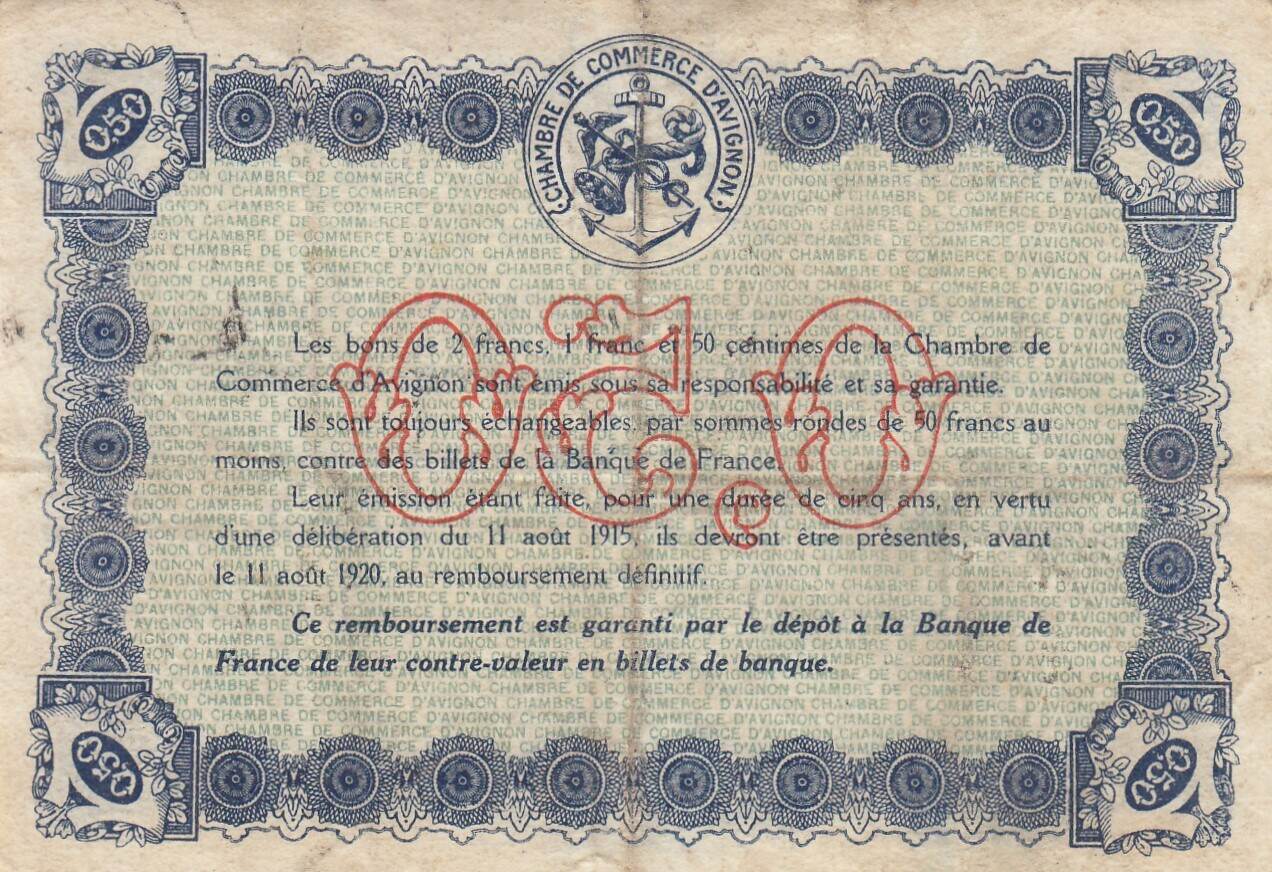 CHAMBRE DE COMMERCE D'AVIGNON
0,50
0,50
0,50
Les bons de 2 francs, 1 franc et 50 centimes de la Chambre de
Commerce d'Avignon sont émis sous sa responsabilité et sa garantie.
Ils sont toujours échangeables, par sommes rondes de 50 francs au
moins, contre des billets de la Banque de France.
Leur émission étant faite, pour une durée de cinq ans, en vertu
d'une délibération du 11 août 1915, ils devront être présentés, avant
le 11 août 1920, au remboursement définitif.
Ce remboursement est garanti par le dépôt à la Banque de
France de leur contre-valeur en billets de banque.
0,50
0,50